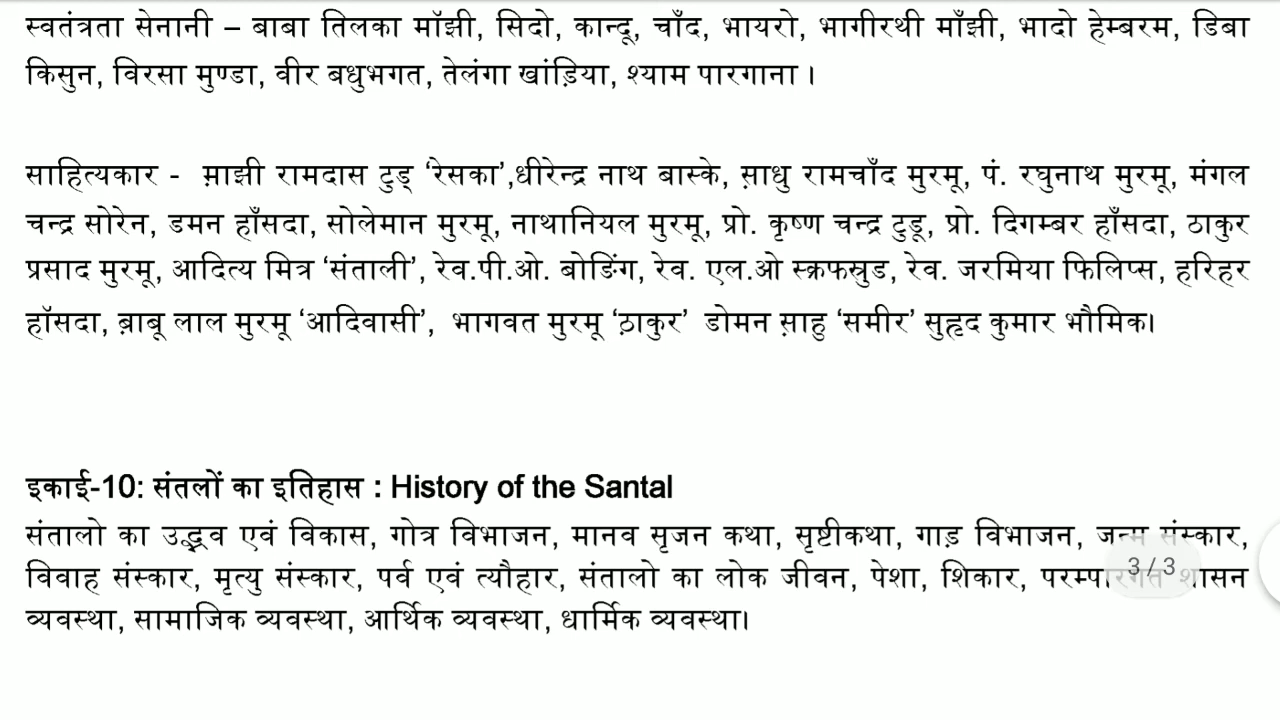 स्वतंत्रता सेनानी – बाबा तिलका मॉझी, सिदो, कान्दू, चाँद, भायरो, भागीरथी माँझी, भादो हेम्बरम, डिबा
किसुन, विरसा मुण्डा, वीर बधुभगत, तेलंगा खांड़िया, श्याम पारगाना ।
साहित्यकार - म़ाझी रामदास टुड् ‘रेसका’,धीरेन्द्र नाथ बास्के, स़ाधु रामचाँद मुरमू, पं. रघुनाथ मुरमू, मंगल
चन्द्र सोरेन, डमन हाँसदा, सोलेमान मुरमू, नाथानियल मुरमू, प्रो. कृष्ण चन्द्र टुडू, प्रो. दिगम्बर हाँसदा, ठाकुर
प्रसाद मुरमू, आदित्य मित्र ‘संताली’, रेव.पी.ओ. बोडिंग, रेव. एल.ओ स्क्रफस्रुड, रेव. जरमिया फिलिप्स, हरिहर
हॉसदा, ब़ाबू लाल मुरमू ‘आदिवासी’, भागवत मुरमू ‘ठ़ाकुर’ डोमन स़ाहु ‘समीर’ सुहृद कुमार भौमिक।
इकाई-10: संतलों का इतिहास : History of the Santal
संतालो का उद्भव एवं विकास, गोत्र विभाजन, मानव सृजन कथा, सृष्टीकथा, गाड़ विभाजन, जन्म संस्कार,
विवाह संस्कार, मृत्यु संस्कार, पर्व एवं त्यौहार, संतालो का लोक जीवन, पेशा, शिकार, परम्पारगत शासन
3 / 3
व्यवस्था, सामाजिक व्यवस्था, आर्थिक व्यवस्था, धार्मिक व्यवस्था।